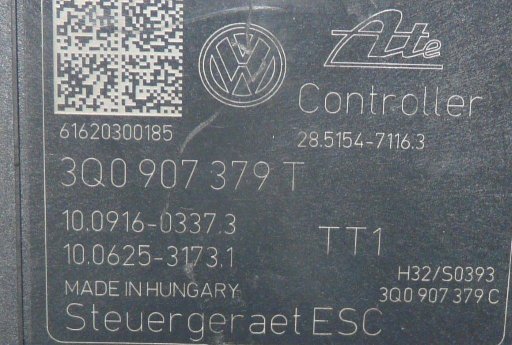 Ate
Controller
61620300185
28.5154-7116.3
3Q0 907 379 T
10.0916-0337.3
10.0625-3173.1
TT1
MADE IN HUNGARY
H32/S0393
3Q0 907 379 C
Steuergeraet ESC